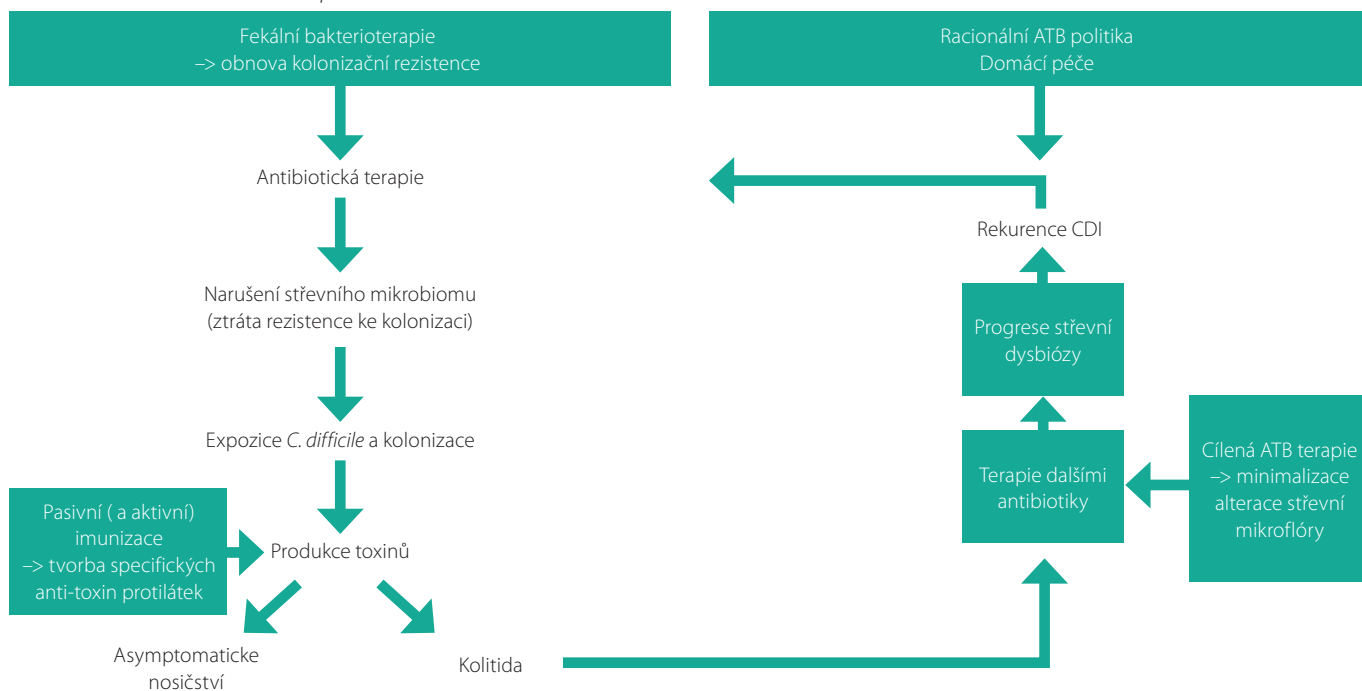 Fekální bakterioterapie
–> obnova kolonizační rezistence
Racionální ATB politika
Domácí péče
Antibiotická terapie
Narušení střevního mikrobiomu
(ztráta rezistence ke kolonizaci)
Expozice C. difficile a kolonizace
Pasivní ( a aktivní)
imunizace
–> tvorba specifických
anti-toxin protilátek
Produkce toxinů
Asymptomaticke
nosičství
Kolitida
Rekurence CDI
Progrese střevní
dysbiózy
Terapie dalšími
antibiotiky
Cílená ATB terapie
–> minimalizace
alterace střevní
mikroflóry